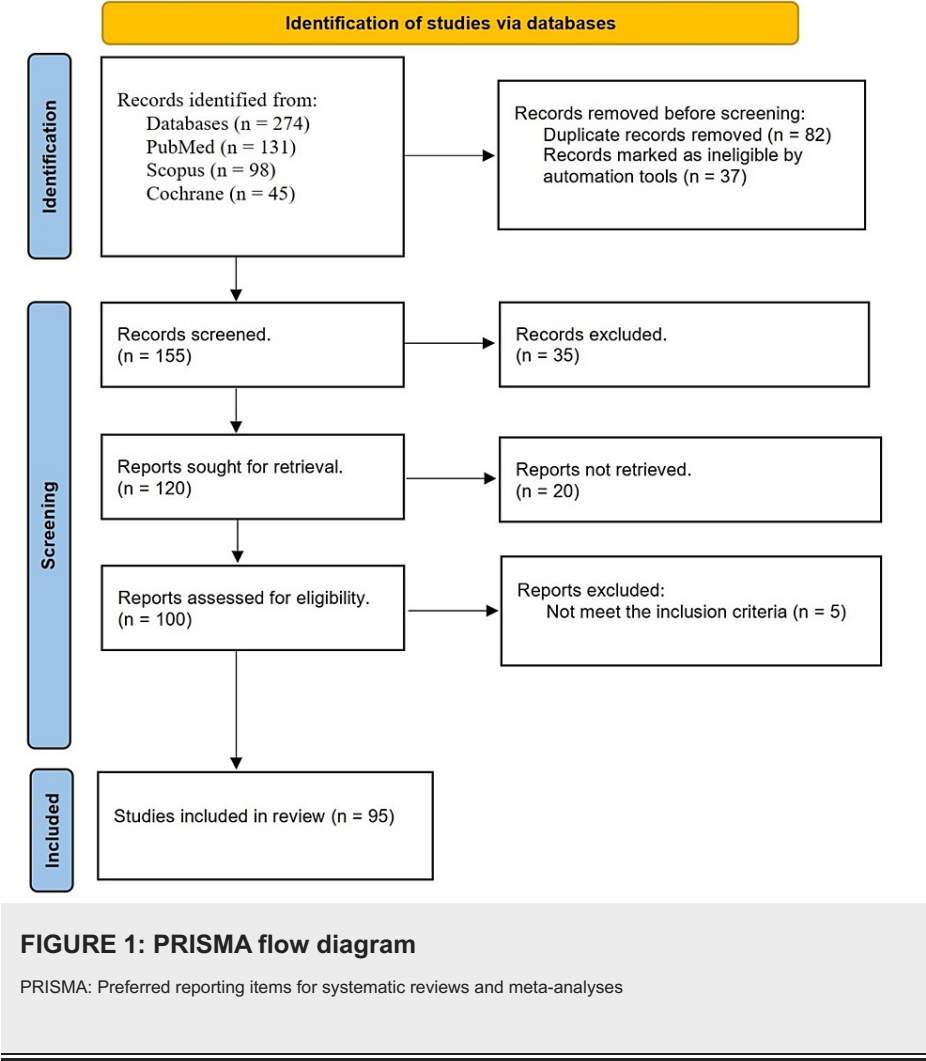 Identification of studies via databases
Identification
Records identified from:
Databases (n = 274)
PubMed (n = 131)
Scopus (n = 98)
Cochrane (n = 45)
Records removed before screening:
Duplicate records removed (n = 82)
Records marked as ineligible by
automation tools (n = 37)
Screening
Records screened.
(n = 155)
Records excluded.
(n = 35)
Reports sought for retrieval.
(n = 120)
Reports not retrieved.
(n = 20)
Reports assessed for eligibility.
(n = 100)
Reports excluded:
Not meet the inclusion criteria (n = 5)
Included
Studies included in review (n = 95)
FIGURE 1: PRISMA flow diagram
PRISMA: Preferred reporting items for systematic reviews and meta-analyses